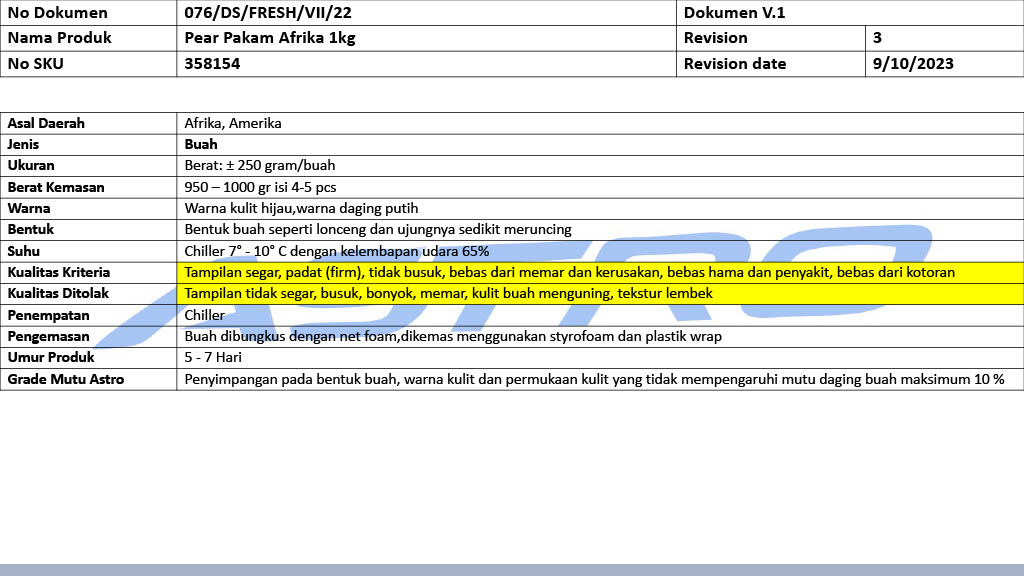 No Dokumen 076/DS/FRESH/VII/22 Dokumen V.1
Nama Produk Pear Pakam Afrika 1kg Revision 3
No SKU 358154 Revision date 9/10/2023
Asal Daerah Afrika, Amerika
Jenis Buah
Ukuran Berat: ± 250 gram/buah
Berat Kemasan 950 – 1000 gr isi 4-5 pcs
Warna Warna kulit hijau,warna daging putih
Bentuk Bentuk buah seperti lonceng dan ujungnya sedikit meruncing
Suhu Chiller 7° - 10° C dengan kelembapan udara 65%
Kualitas Kriteria Tampilan segar, padat (firm), tidak busuk, bebas dari memar dan kerusakan, bebas hama dan penyakit, bebas dari kotoran
Kualitas Ditolak Tampilan tidak segar, busuk, bonyok, memar, kulit buah menguning, tekstur lembek
Penempatan Chiller
Pengemasan Buah dibungkus dengan net foam,dikemas menggunakan styrofoam dan plastik wrap
Umur Produk 5 - 7 Hari
Grade Mutu Astro Penyimpangan pada bentuk buah, warna kulit dan permukaan kulit yang tidak mempengaruhi mutu daging buah maksimum 10 %
ASTRO